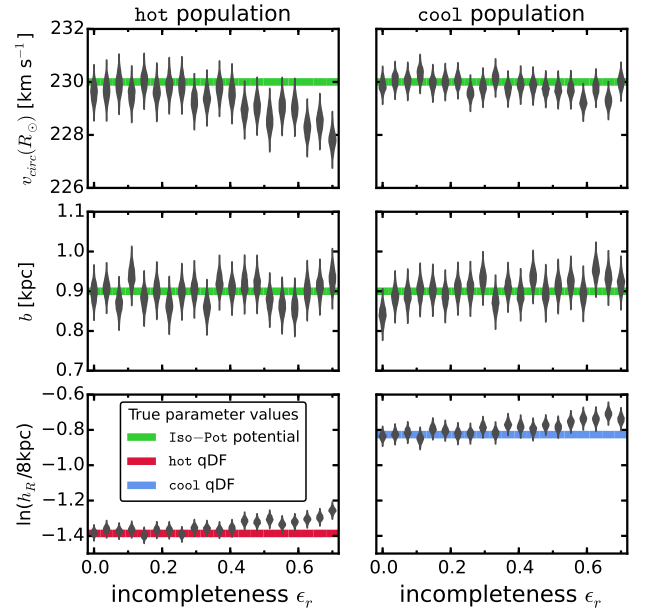 hot population
cool population
v_circ(R_⊙) [km s⁻¹]
232
230
228
226
b [kpc]
1.1
1.0
0.9
0.8
0.7
ln(h_R/8kpc)
−0.6
−0.8
−1.0
−1.2
−1.4
True parameter values
Iso−Pot potential
hot qDF
cool qDF
0.0 0.2 0.4 0.6
0.0 0.2 0.4 0.6
incompleteness ϵ_r
incompleteness ϵ_r